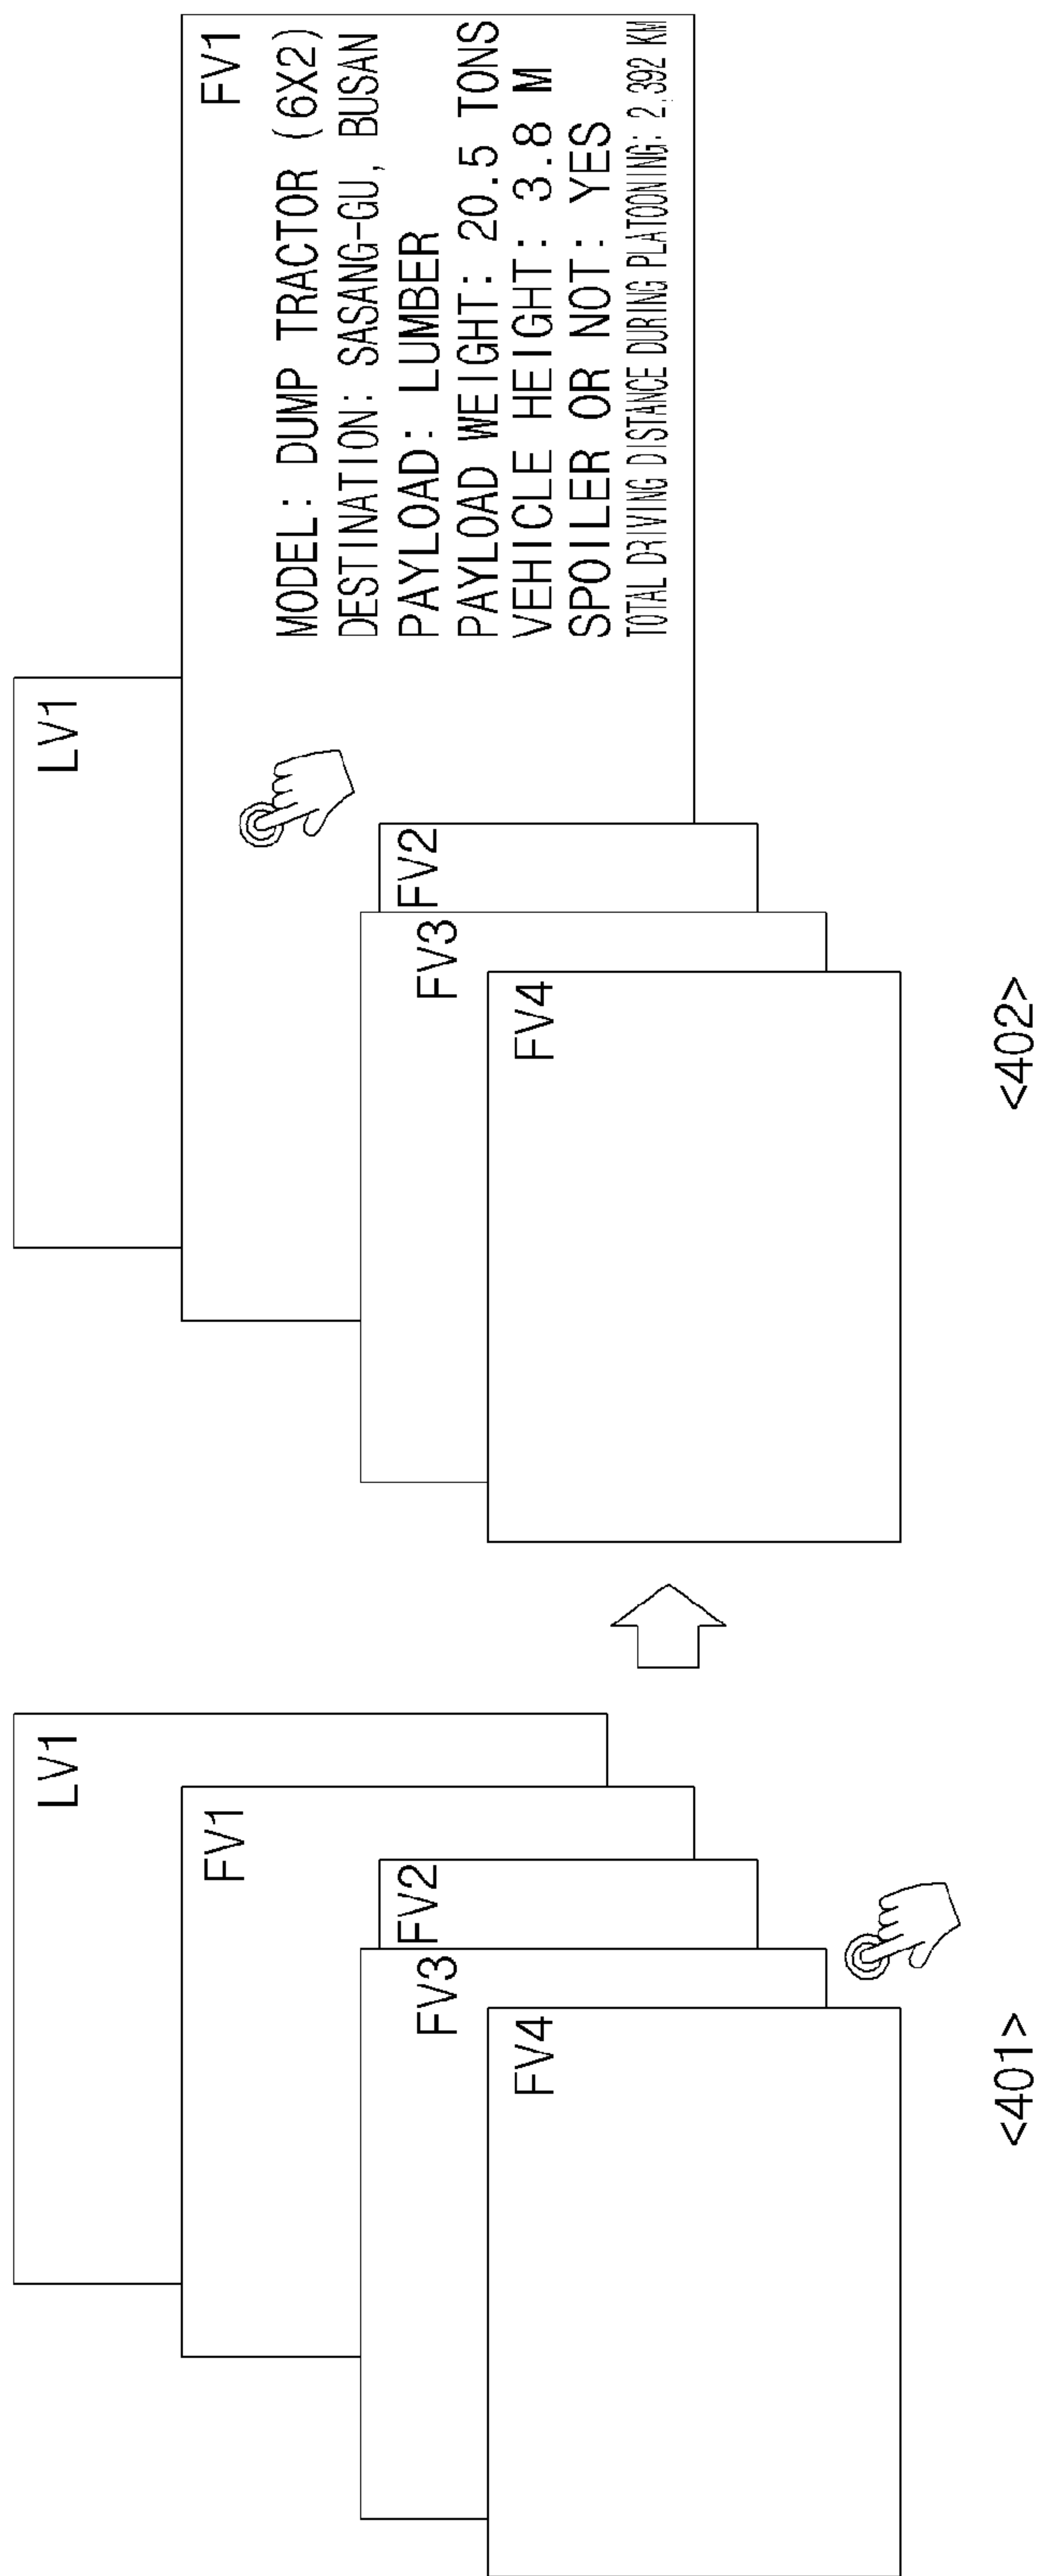 LV1
FV1
FV2
FV3
FV4
<401>
LV1
FV1
MODEL: DUMP TRACTOR (6X2)
DESTINATION: SASANG-GU, BUSAN
PAYLOAD: LUMBER
PAYLOAD WEIGHT: 20.5 TONS
VEHICLE HEIGHT: 3.8 M
SPOILER OR NOT: YES
TOTAL DRIVING DISTANCE DURING PLATOONING: 2,392 KM
FV2
FV3
FV4
<402>